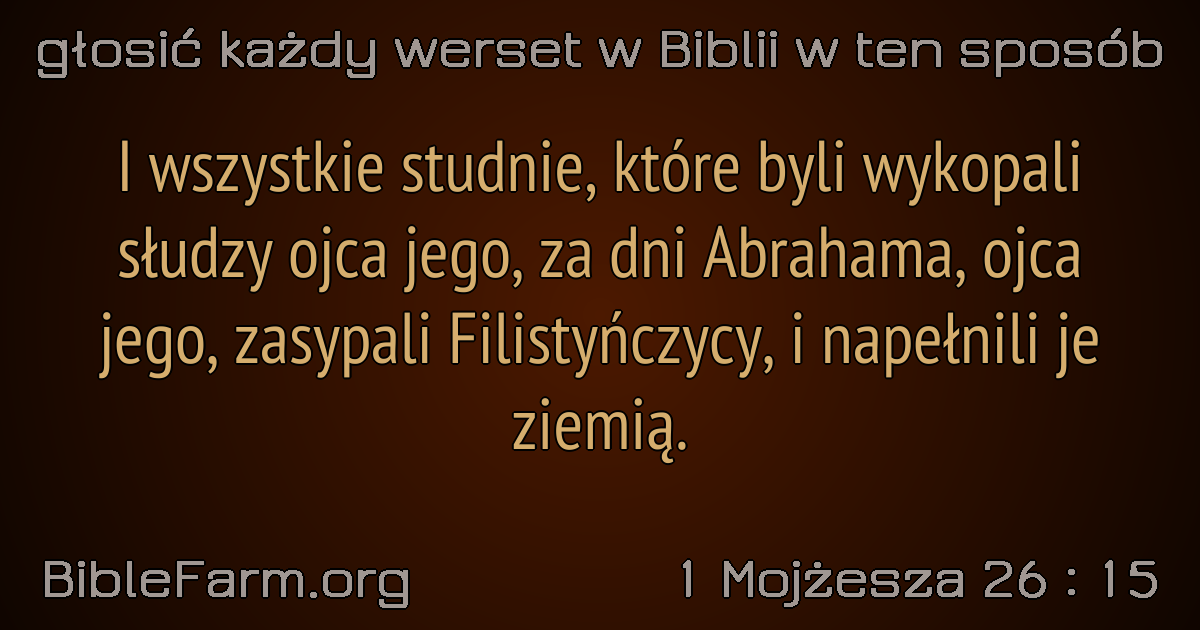 głosić każdy werset w Biblii w ten sposób
I wszystkie studnie, które byli wykopali
słudzy ojca jego, za dni Abrahama, ojca
jego, zasypali Filistyńczycy, i napełnili je
ziemią.
BibleFarm.org
1 Mojżesza 26 : 15